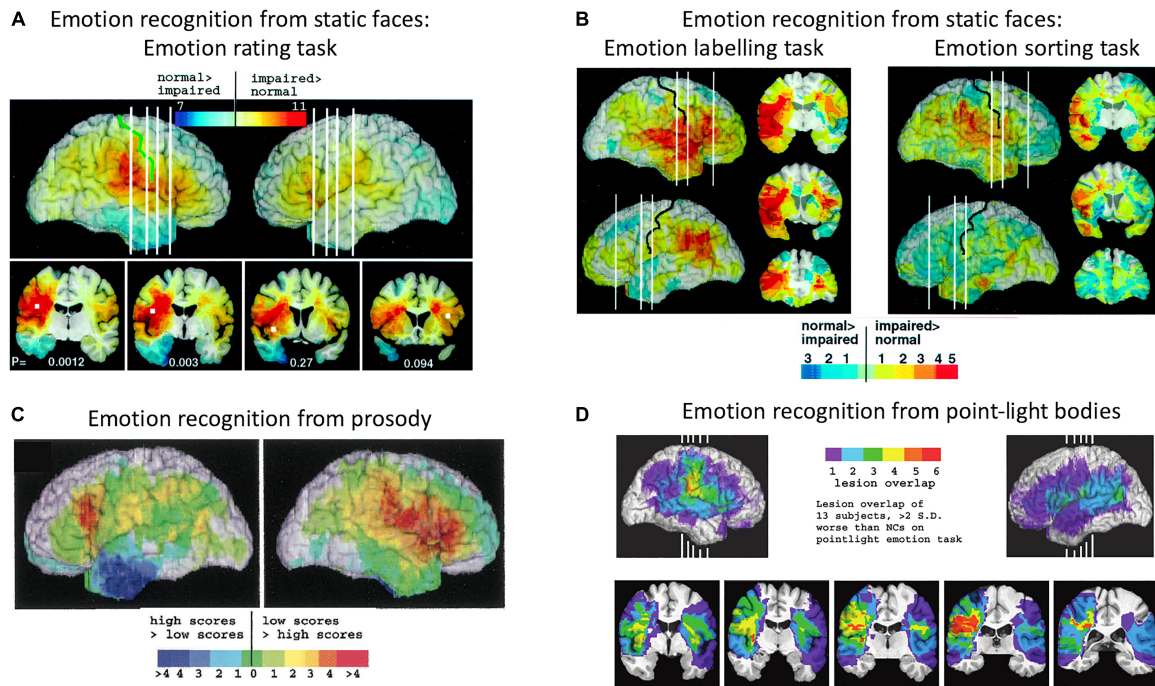 A
Emotion recognition from static faces:
Emotion rating task
normal>
impaired
impaired>
normal
7 11
P= 0.0012 0.003 0.27 0.094
B
Emotion recognition from static faces:
Emotion labelling task Emotion sorting task
normal>
impaired
impaired>
normal
3 2 1 1 2 3 4 5
C
Emotion recognition from prosody
high scores
> low scores
low scores
> high scores
>4 4 3 2 1 0 1 2 3 4 >4
D
Emotion recognition from point-light bodies
1 2 3 4 5 6
lesion overlap
Lesion overlap of
13 subjects, >2 S.D.
worse than NCs on
pointlight emotion task